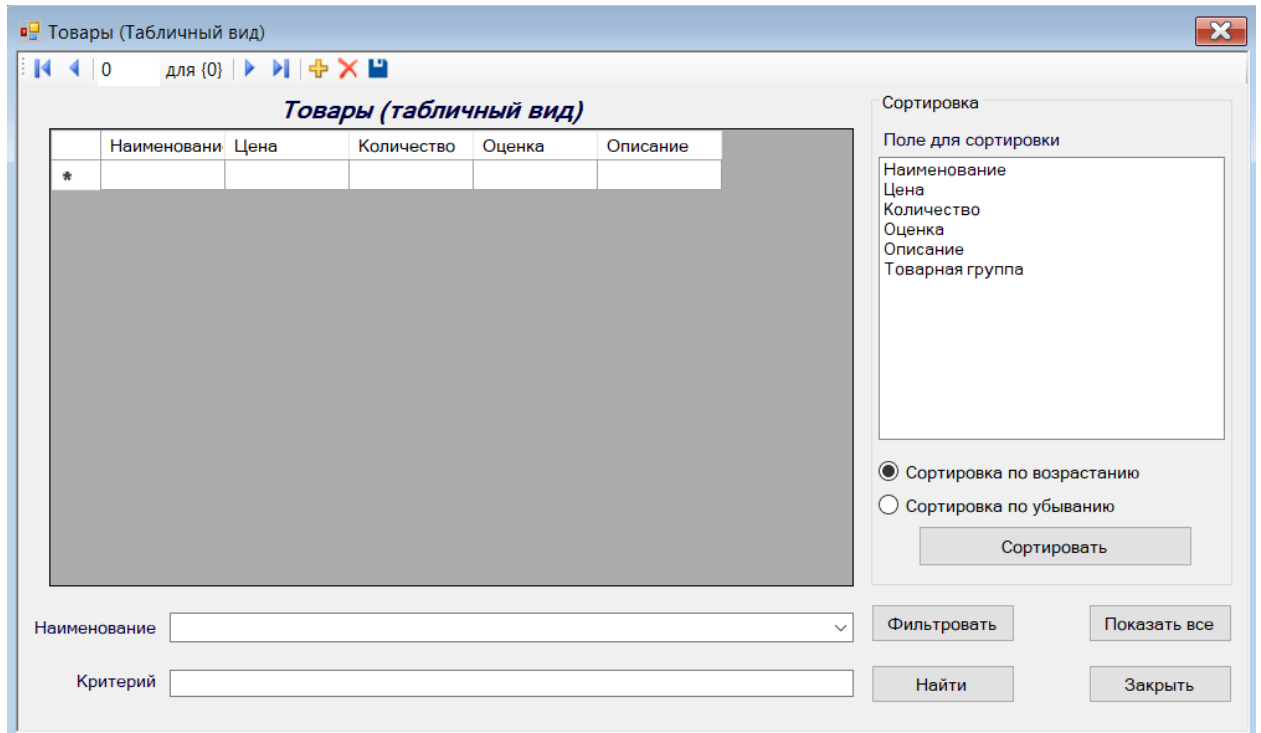 Товары (Табличный вид)
0 для {0}
Товары (табличный вид)
Наименовани Цена Количество Оценка Описание
*
Сортировка
Поле для сортировки
Наименование
Цена
Количество
Оценка
Описание
Товарная группа
Сортировка по возрастанию
Сортировка по убыванию
Сортировать
Наименование
Фильтровать
Показать все
Критерий
Найти
Закрыть